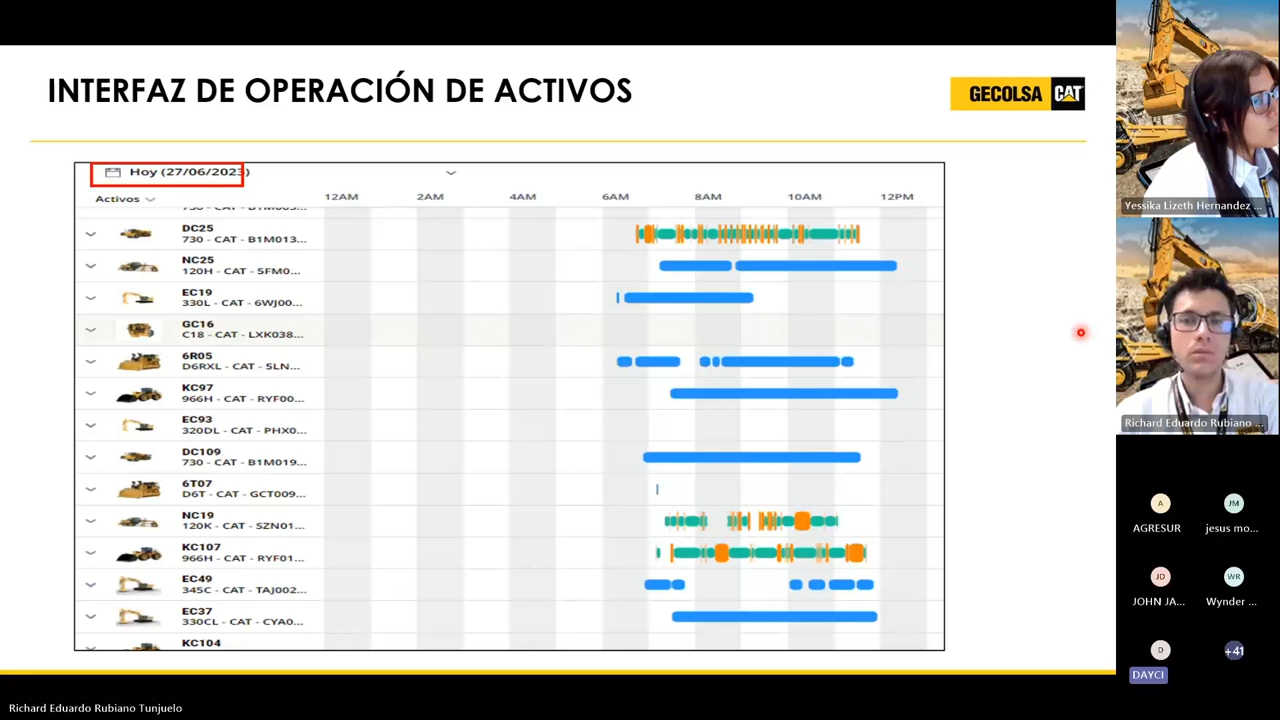 INTERFAZ DE OPERACIÓN DE ACTIVOS
GECOLSA CAT
Hoy (27/06/2023)
Activos
12AM 2AM 4AM 6AM 8AM 10AM 12PM
DC25
730 - CAT - B1M013...
NC25
120H - CAT - 5FM0...
EC19
330L - CAT - 6WJ00...
GC16
C18 - CAT - LXK038...
6R05
D6RXL - CAT - 5LN...
KC97
966H - CAT - RYF00...
EC93
320DL - CAT - PHX0...
DC109
730 - CAT - B1M019...
6T07
D6T - CAT - GCT009...
NC19
120K - CAT - SZN01...
KC107
966H - CAT - RYF01...
EC49
345C - CAT - TAJ002...
EC37
330CL - CAT - CYA0...
KC104
Yessika Lizeth Hernandez ...
Richard Eduardo Rubiano ...
A
AGRESUR
JM
jesus mo...
JD
JOHN JA...
WR
Wynder ...
D
DAYCI
+41
Richard Eduardo Rubiano Tunjuelo